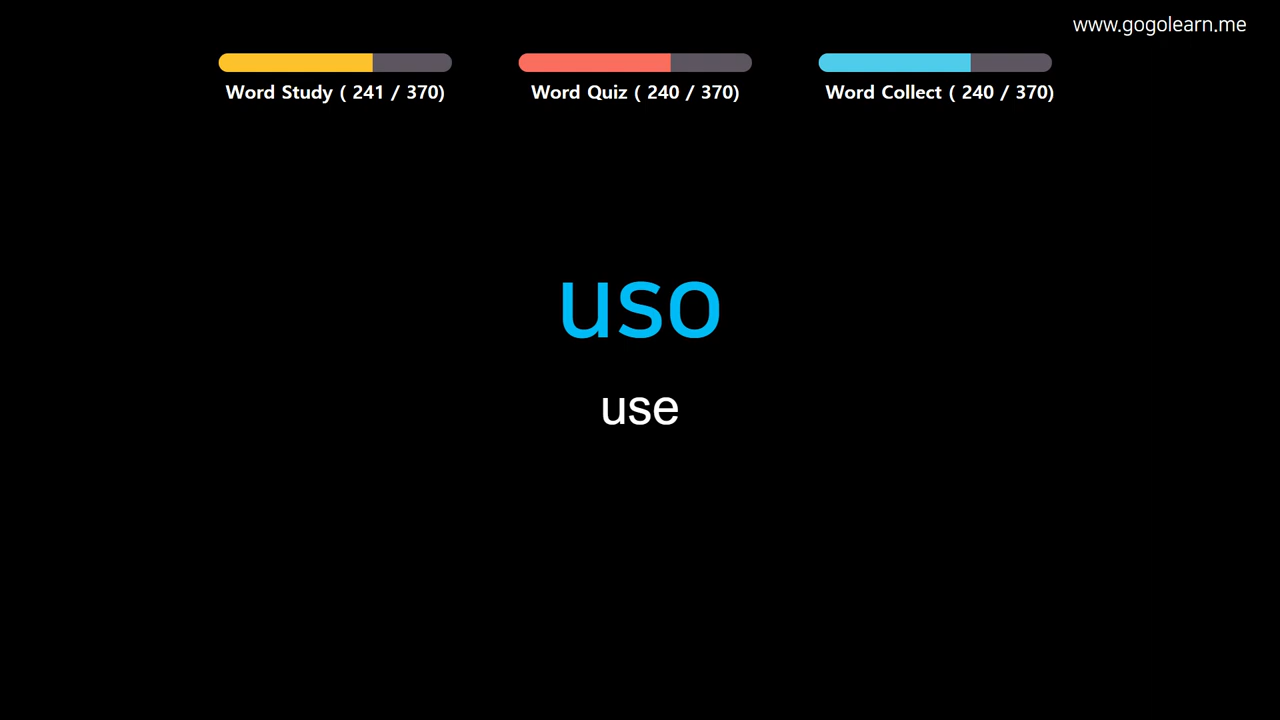 www.gogolearn.me
Word Study ( 241 / 370)
Word Quiz ( 240 / 370)
Word Collect ( 240 / 370)
uso
use